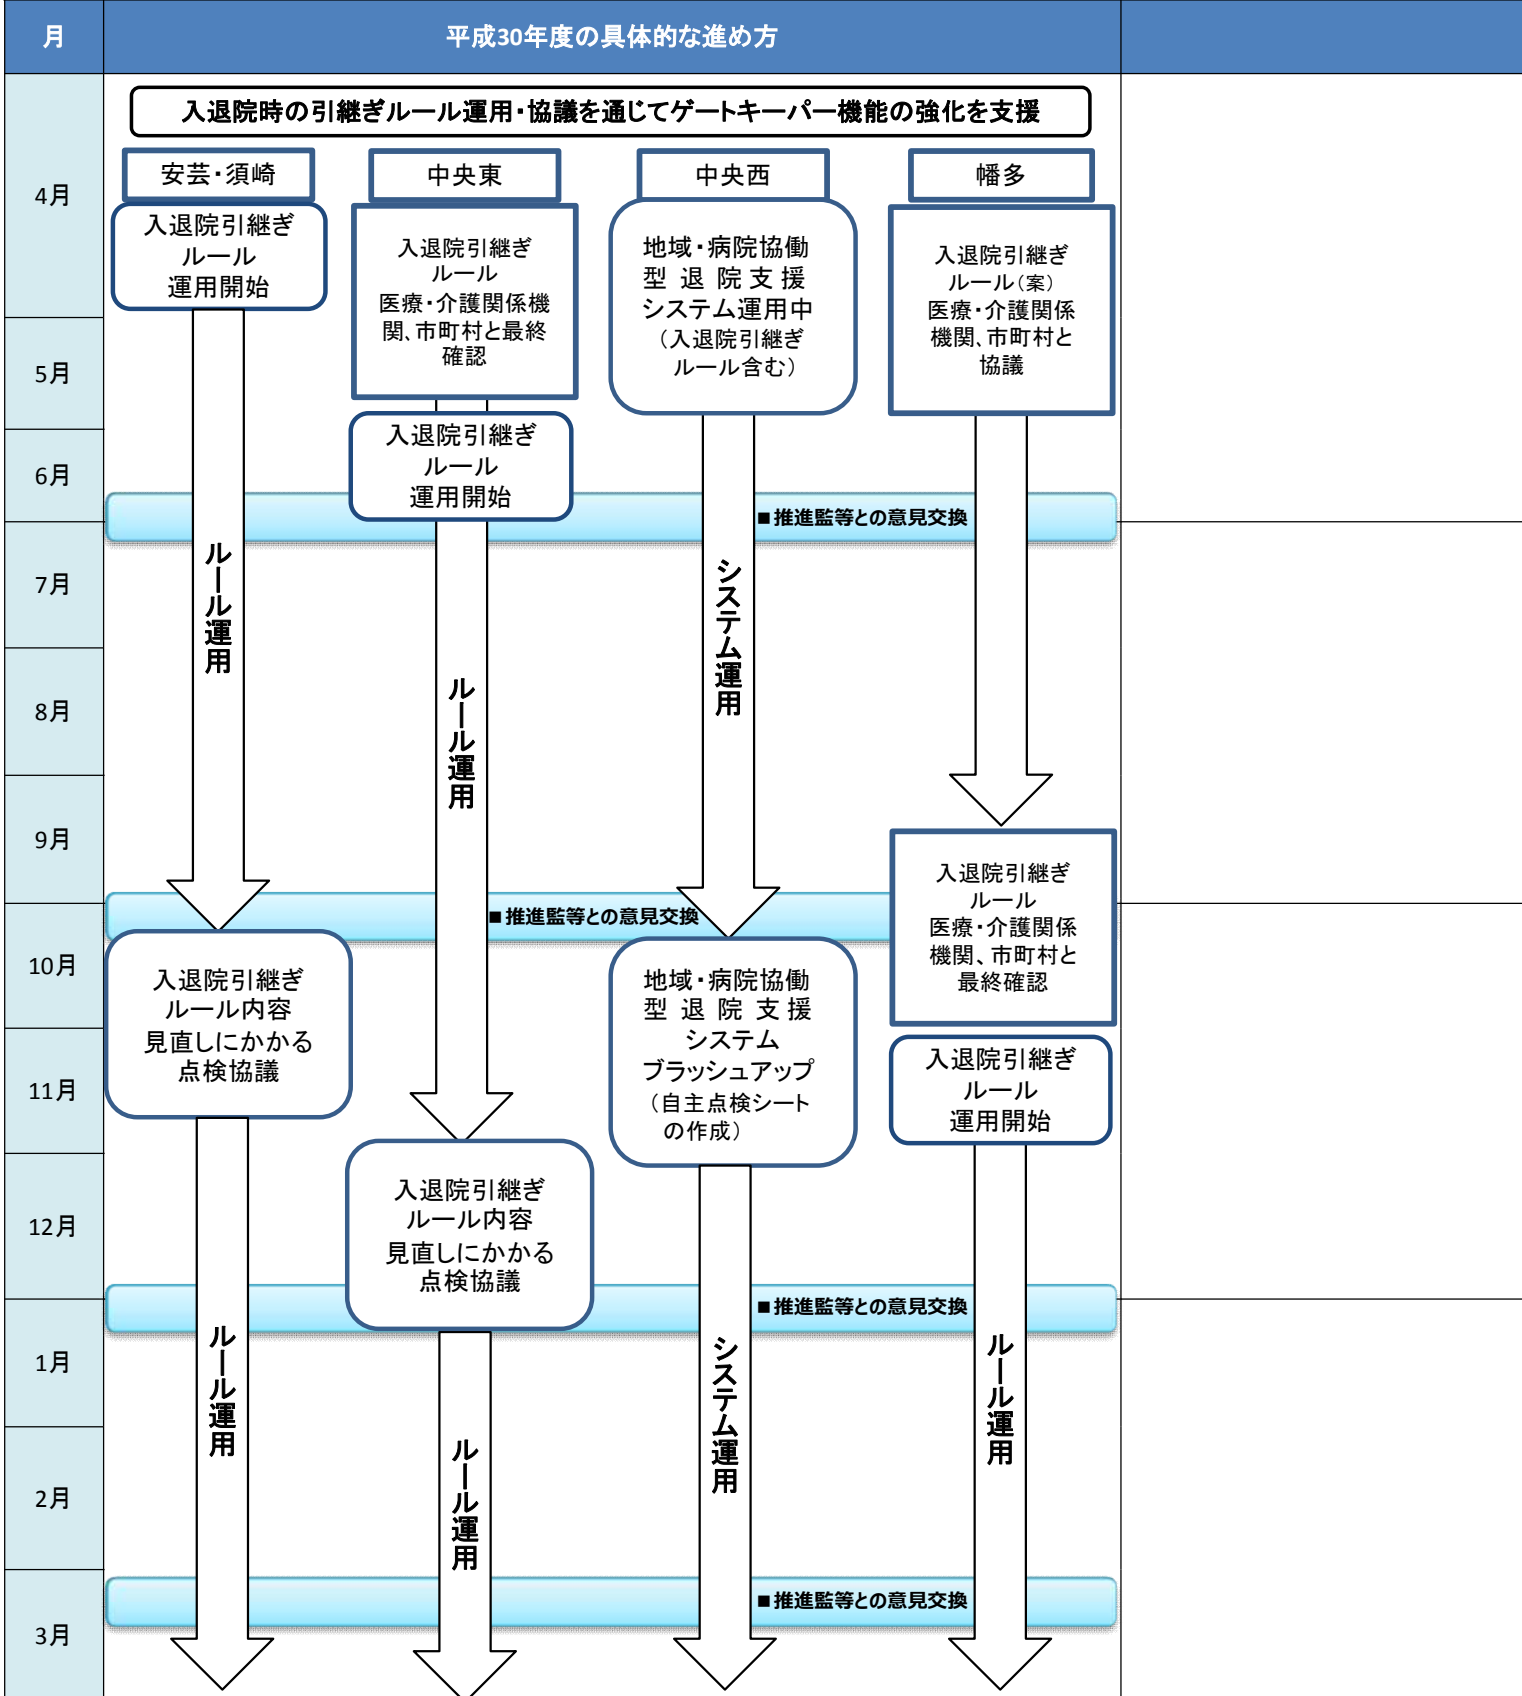 月
平成30年度の具体的な進め方
入退院時の引継ぎルール運用・協議を通じてゲートキーパー機能の強化を支援
4月
5月
6月
7月
8月
9月
10月
11月
12月
1月
2月
3月
安芸・須崎
入退院引継ぎ
ルール
運用開始
ルール運用
入退院引継ぎ
ルール内容
見直しにかかる
点検協議
ルール運用
中央東
入退院引継ぎ
ルール
医療・介護関係機
関、市町村と最終
確認
入退院引継ぎ
ルール
運用開始
ルール運用
入退院引継ぎ
ルール内容
見直しにかかる
点検協議
ルール運用
中央西
地域・病院協働
型退院支援
システム運用中
（入退院引継ぎ
ルール含む）
システム運用
地域・病院協働
型退院支援
システム
ブラッシュアップ
（自主点検シート
の作成）
システム運用
幡多
入退院引継ぎ
ルール（案）
医療・介護関係
機関、市町村と
協議
入退院引継ぎ
ルール
医療・介護関係
機関、市町村と
最終確認
入退院引継ぎ
ルール
運用開始
ルール運用
■推進監等との意見交換
■推進監等との意見交換
■推進監等との意見交換
■推進監等との意見交換